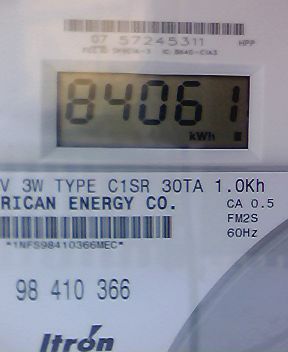 07 57245311 HPP
84061
kWh
V 3W TYPE C1SR 30TA 1.0Kh
RICAN ENERGY CO. CA 0.5
FM2S
60Hz
*1NFS98410366MEC*
98 410 366
Itron